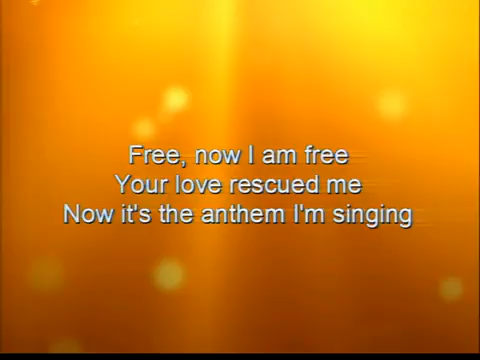 Free, now I am free
Your love rescued me
Now it's the anthem I'm singing